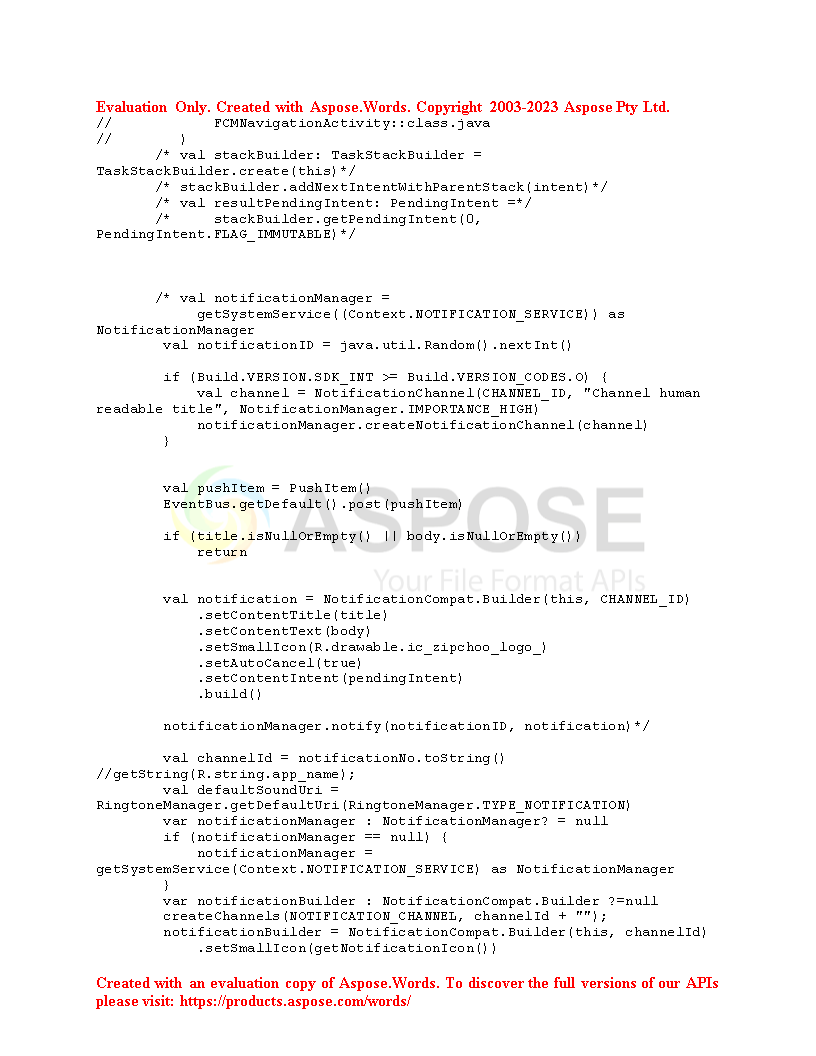 Evaluation Only. Created with Aspose.Words. Copyright 2003-2023 Aspose Pty Ltd.
//            FCMNavigationActivity::class.java
//        )
       /* val stackBuilder: TaskStackBuilder =
TaskStackBuilder.create(this)*/
       /* stackBuilder.addNextIntentWithParentStack(intent)*/
       /* val resultPendingIntent: PendingIntent =*/
       /*     stackBuilder.getPendingIntent(0,
PendingIntent.FLAG_IMMUTABLE)*/
       /* val notificationManager =
            getSystemService((Context.NOTIFICATION_SERVICE)) as
NotificationManager
        val notificationID = java.util.Random().nextInt()
        if (Build.VERSION.SDK_INT >= Build.VERSION_CODES.O) {
            val channel = NotificationChannel(CHANNEL_ID, "Channel human
readable title", NotificationManager.IMPORTANCE_HIGH)
            notificationManager.createNotificationChannel(channel)
        }
        val pushItem = PushItem()
        EventBus.getDefault().post(pushItem)
ASPOSE
        if (title.isNullOrEmpty() || body.isNullOrEmpty())
            return
Your File Format APIs
        val notification = NotificationCompat.Builder(this, CHANNEL_ID)
            .setContentTitle(title)
            .setContentText(body)
            .setSmallIcon(R.drawable.ic_zipchoo_logo_)
            .setAutoCancel(true)
            .setContentIntent(pendingIntent)
            .build()
        notificationManager.notify(notificationID, notification)*/
        val channelId = notificationNo.toString()
//getString(R.string.app_name);
        val defaultSoundUri =
RingtoneManager.getDefaultUri(RingtoneManager.TYPE_NOTIFICATION)
        var notificationManager : NotificationManager? = null
        if (notificationManager == null) {
            notificationManager =
getSystemService(Context.NOTIFICATION_SERVICE) as NotificationManager
        }
        var notificationBuilder : NotificationCompat.Builder ?=null
        createChannels(NOTIFICATION_CHANNEL, channelId + "");
        notificationBuilder = NotificationCompat.Builder(this, channelId)
            .setSmallIcon(getNotificationIcon())
Created with an evaluation copy of Aspose.Words. To discover the full versions of our APIs
please visit: https://products.aspose.com/words/